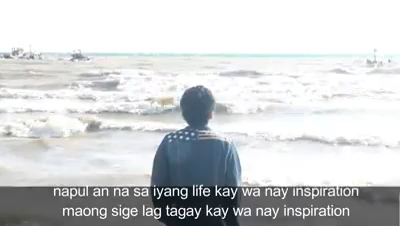 napul an na sa iyang life kay wa nay inspiration
maong sige lag tagay kay wa nay inspiration